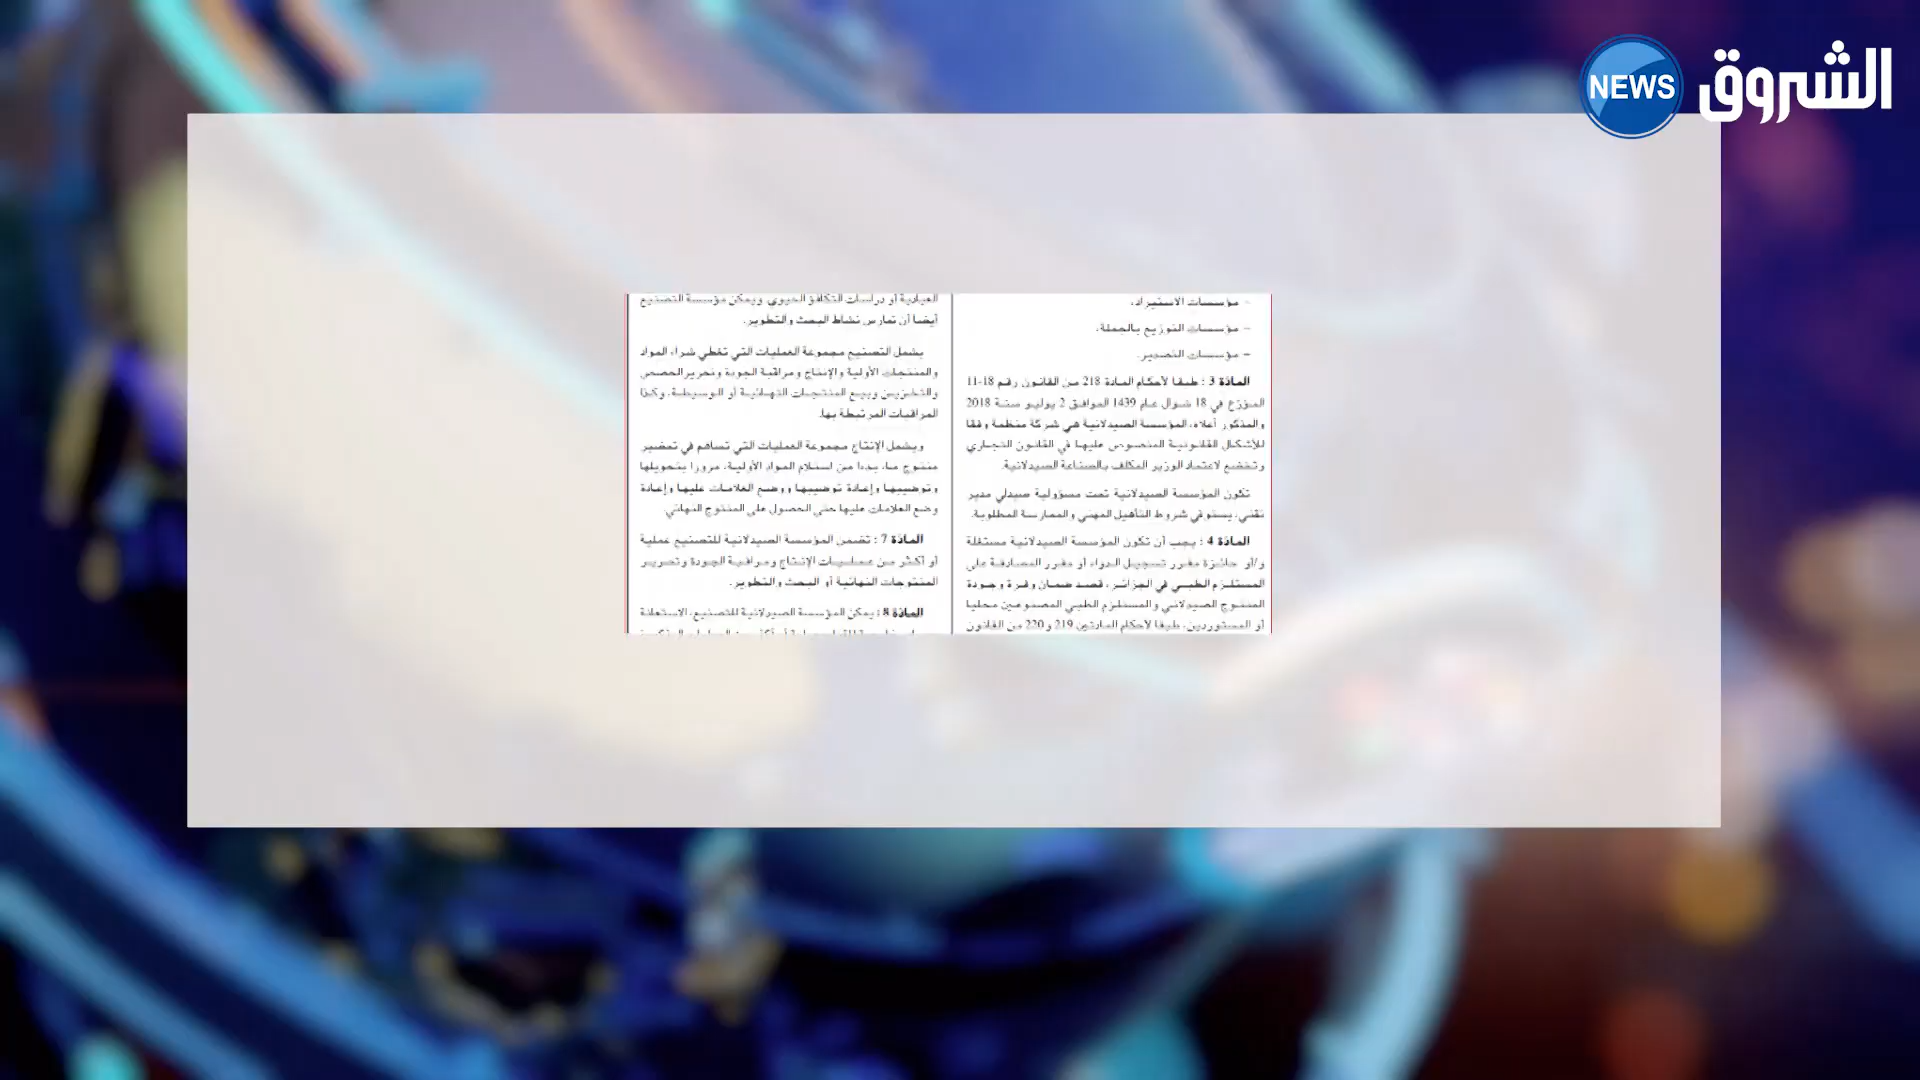 NEWS الشروق
– مؤسسات الاستيراد،
– مؤسسات التوزيع بالجملة،
– مؤسسات التصدير.
المادّة 3 : طبقا لأحكام المادة 218 من القانون رقم 18-11
المؤرّخ في 18 شوال عام 1439 الموافق 2 يوليو سنة 2018
والمذكور أعلاه، المؤسسة الصيدلانية هي شركة منظمة وفقا
للأشكال القانونية المنصوص عليها في القانون التجاري
وتخضع لاعتماد الوزير المكلف بالصناعة الصيدلانية.
تكون المؤسسة الصيدلانية تحت مسؤولية صيدلي مدير
تقني، يستوفي شروط التأهيل المهني والممارسة المطلوبة.
المادّة 4 : يجب أن تكون المؤسسة الصيدلانية مستغلة
و/أو حائزة مقرر تسجيل الدواء أو مقرر المصادقة على
المستلزم الطبي في الجزائر، قصد ضمان وفرة وجودة
المنتوج الصيدلاني والمستلزم الطبي المصنوعين محليا
أو المستوردين، طبقا لأحكام المادتين 219 و 220 من القانون
العيادية أو دراسات التكافؤ الحيوي. ويمكن مؤسسة التصنيع
أيضا أن تمارس نشاط البحث والتطوير.
يشمل التصنيع مجموعة العمليات التي تغطي شراء المواد
والمنتجات الأولية والإنتاج ومراقبة الجودة وتحرير الحصص
والتخزين وبيع المنتجات النهائية أو الوسيطة، وكذا
المراقبات المرتبطة بها.
ويشمل الإنتاج مجموعة العمليات التي تساهم في تحضير
منتوج ما، بدءا من استلام المواد الأولية، مرورا بتحويلها
وتوضيبها وإعادة توضيبها ووضع العلامات عليها وإعادة
وضع العلامات عليها حتى الحصول على المنتوج النهائي.
المادّة 7 : تضمن المؤسسة الصيدلانية للتصنيع عملية
أو أكثر من عمليات الإنتاج ومراقبة الجودة وتحرير
المنتوجات النهائية أو البحث والتطوير.
المادّة 8 : يمكن المؤسسة الصيدلانية للتصنيع، الاستعانة